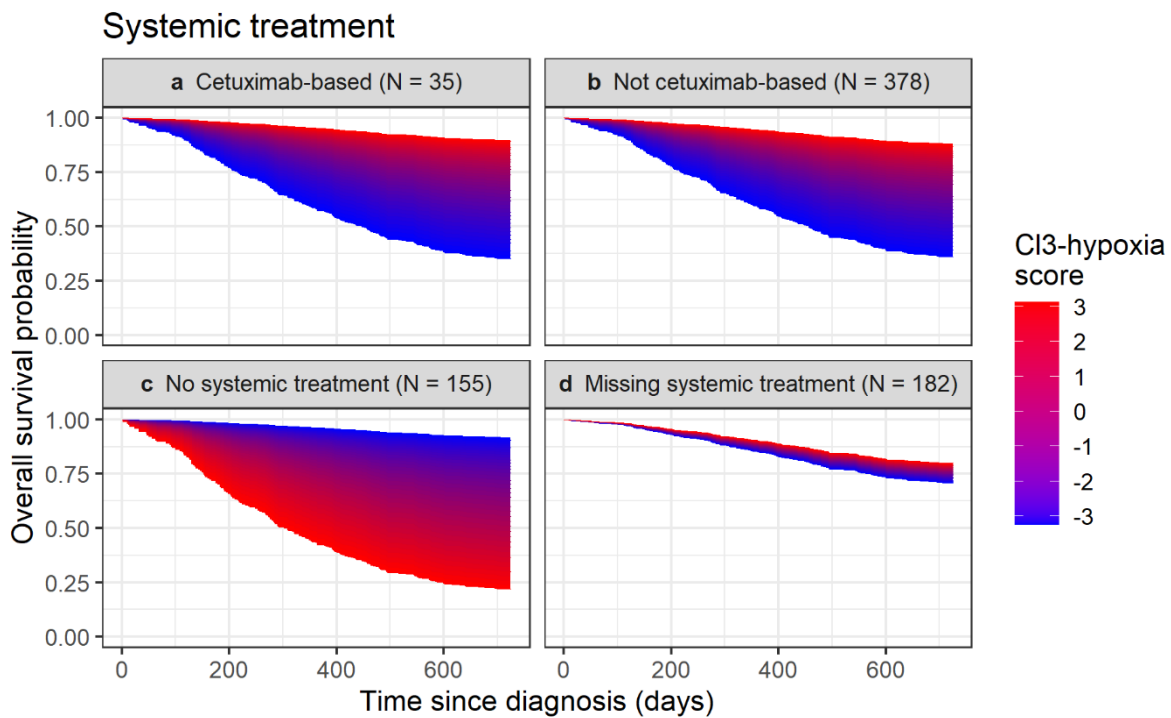 Systemic treatment
a Cetuximab-based (N = 35)
b Not cetuximab-based (N = 378)
1.00
0.75
0.50
0.25
0.00
c No systemic treatment (N = 155)
d Missing systemic treatment (N = 182)
1.00
0.75
0.50
0.25
0.00
0 200 400 600
0 200 400 600
Overall survival probability
Time since diagnosis (days)
Cl3-hypoxia
score
3
2
1
0
-1
-2
-3